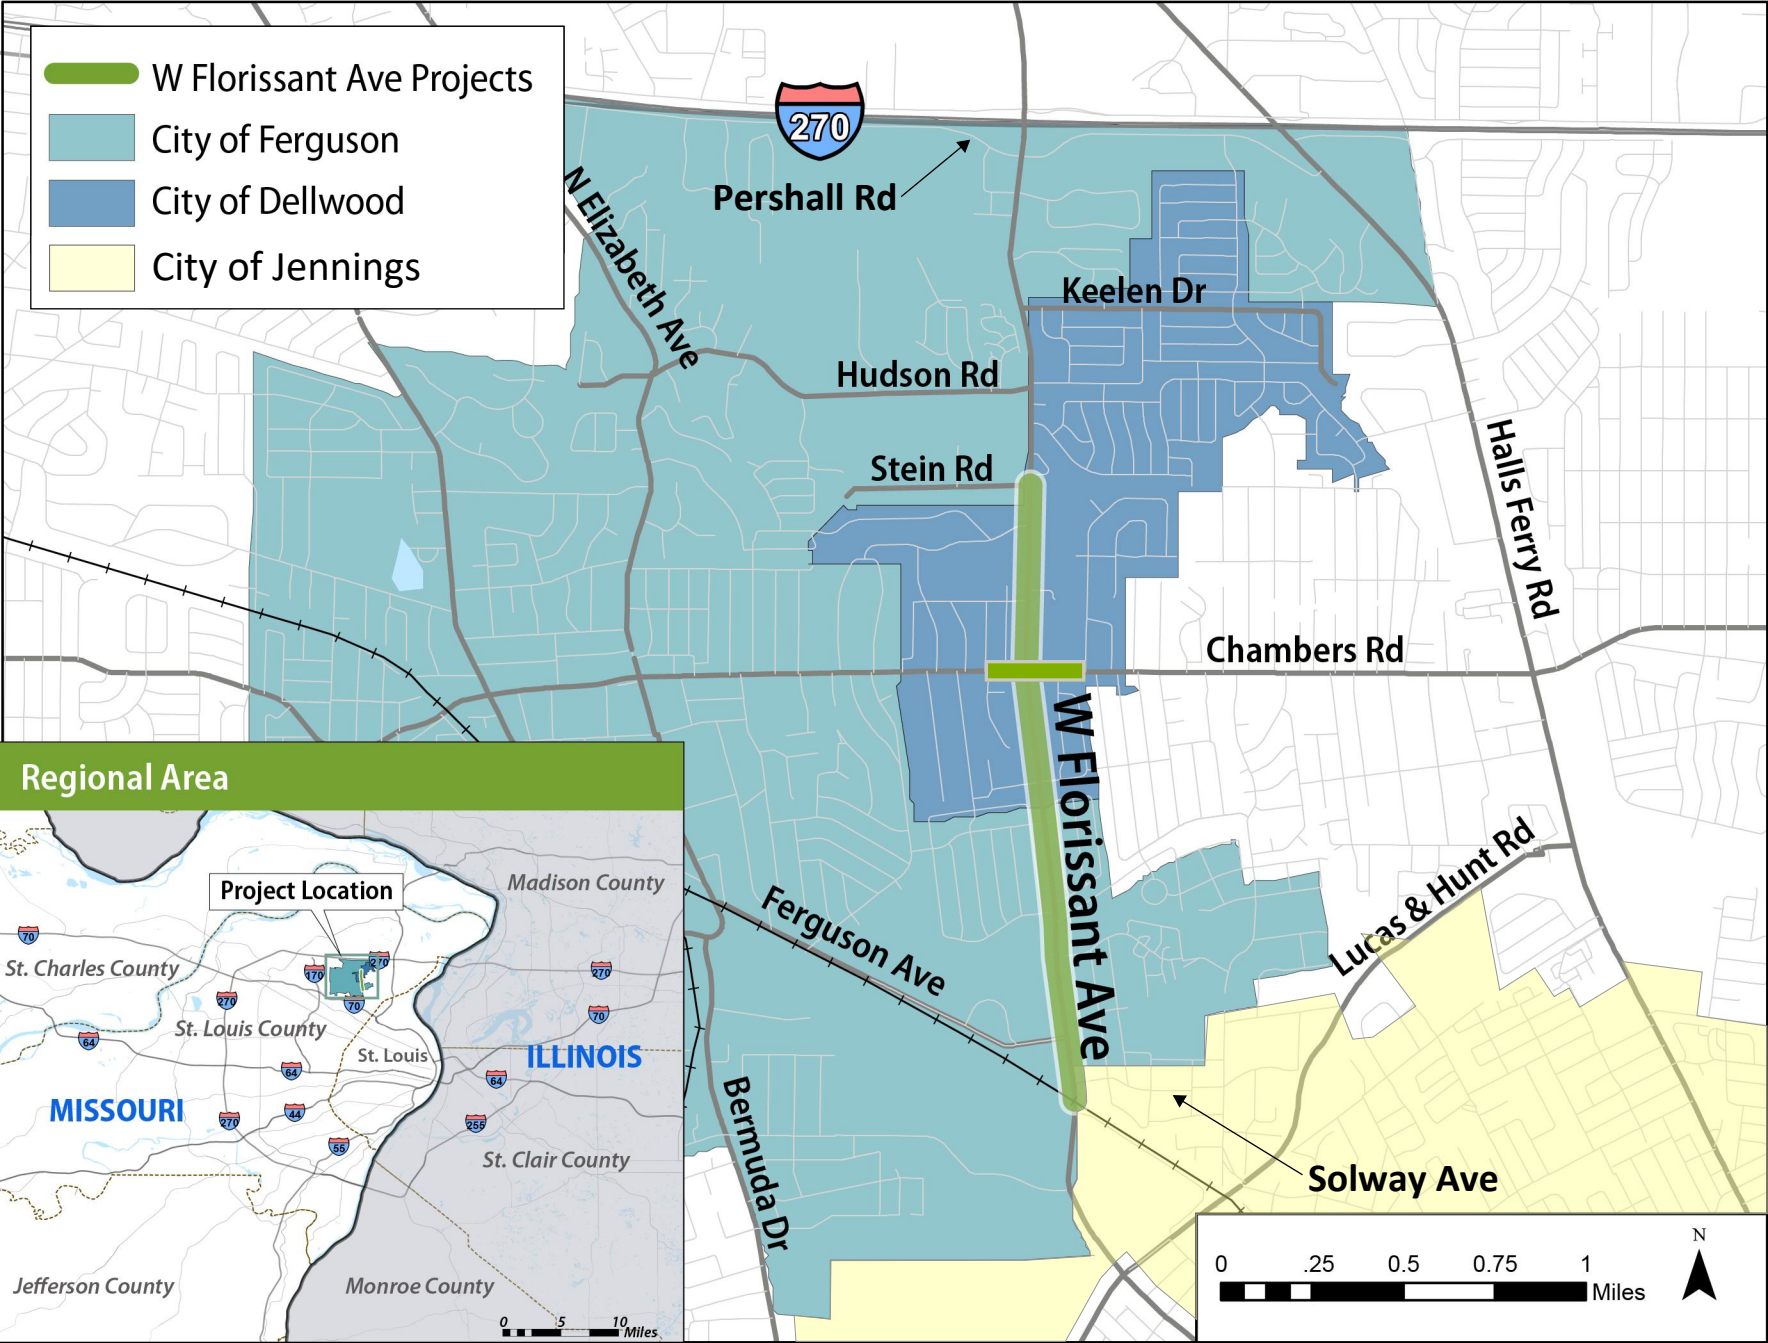 W Florissant Ave Projects
City of Ferguson
City of Dellwood
City of Jennings
270
Pershall Rd
N Elizabeth Ave
Keelen Dr
Hudson Rd
Stein Rd
Halls Ferry Rd
Chambers Rd
W Florissant Ave
Lucas & Hunt Rd
Ferguson Ave
Bermuda Dr
Solway Ave
Regional Area
Project Location
Madison County
70
St. Charles County
170
270
270
270
70
70
St. Louis County
64
St. Louis
ILLINOIS
64
64
MISSOURI
270
44
255
55
St. Clair County
Jefferson County
Monroe County
0 5 10
Miles
N
0 .25 0.5 0.75 1
Miles